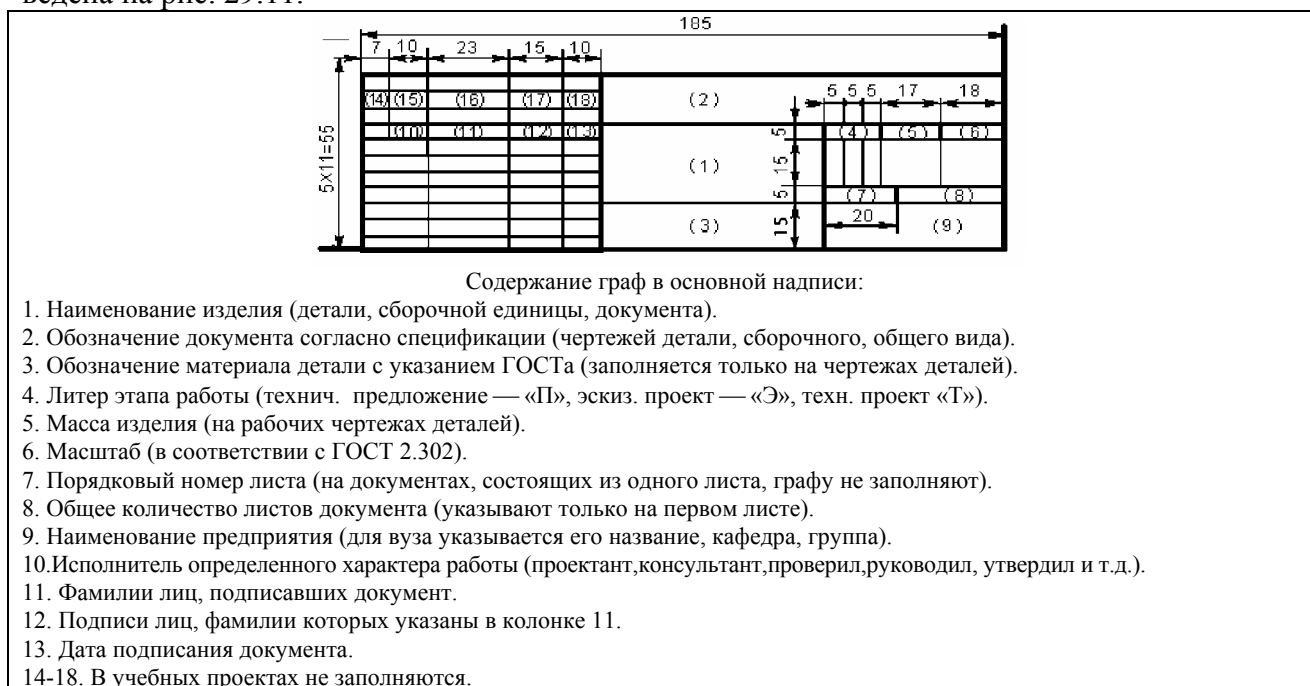 ведена на рис. 29.11.
185
7 10 23 15 10
5 5 5 17 18
(14) (15) (16) (17) (18) (2)
(10) (11) (12) (13) 5 (4) (5) (6)
5×11=55
(1) 15
5 (7) (8)
20
(3) 15 (9)
Содержание граф в основной надписи:
1. Наименование изделия (детали, сборочной единицы, документа).
2. Обозначение документа согласно спецификации (чертежей детали, сборочного, общего вида).
3. Обозначение материала детали с указанием ГОСТа (заполняется только на чертежах деталей).
4. Литер этапа работы (технич. предложение — «П», эскиз. проект — «Э», техн. проект «Т»).
5. Масса изделия (на рабочих чертежах деталей).
6. Масштаб (в соответствии с ГОСТ 2.302).
7. Порядковый номер листа (на документах, состоящих из одного листа, графу не заполняют).
8. Общее количество листов документа (указывают только на первом листе).
9. Наименование предприятия (для вуза указывается его название, кафедра, группа).
10.Исполнитель определенного характера работы (проектант,консультант,проверил,руководил, утвердил и т.д.).
11. Фамилии лиц, подписавших документ.
12. Подписи лиц, фамилии которых указаны в колонке 11.
13. Дата подписания документа.
14-18. В учебных проектах не заполняются.